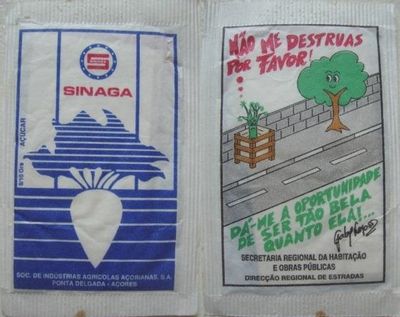 SINAGA
AÇÚCAR
8/10 Grs
SOC. DE INDÚSTRIAS AGRÍCOLAS AÇORIANAS, S.A.
PONTA DELGADA - AÇORES
NÃO ME DESTRUAS
POR FAVOR!
DÁ-ME A OPORTUNIDADE
DE SER TÃO BELA
QUANTO ELA!...
SECRETARIA REGIONAL DA HABITAÇÃO
E OBRAS PÚBLICAS
DIRECÇÃO REGIONAL DE ESTRADAS